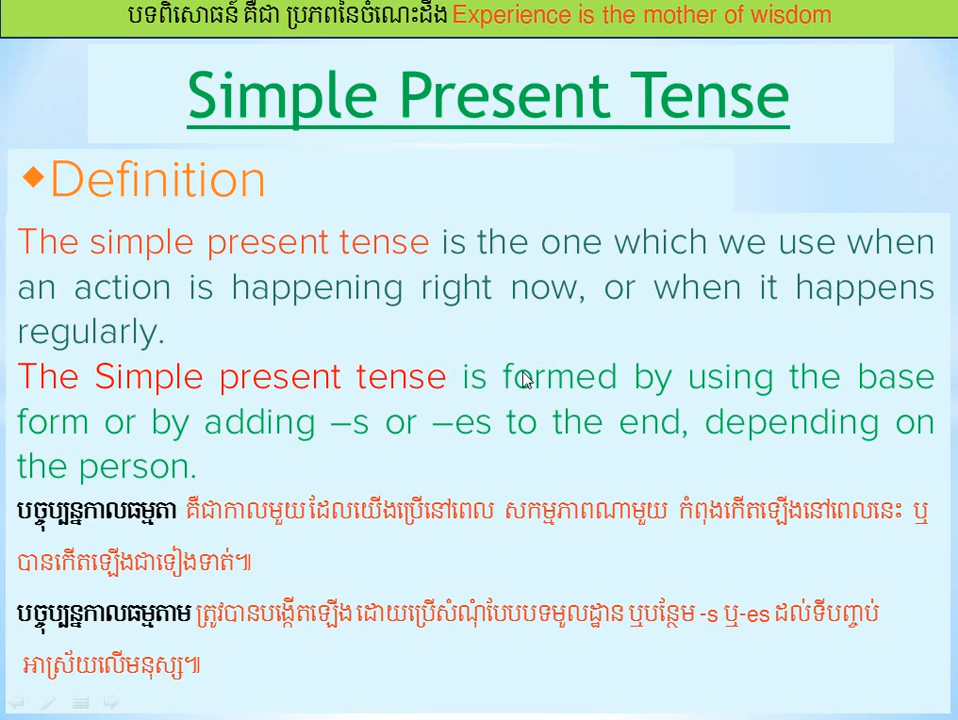 បទពិសោធន៍ គឺជា ប្រភពនៃចំណេះដឹង Experience is the mother of wisdom
Simple Present Tense
◆Definition
The simple present tense is the one which we use when
an action is happening right now, or when it happens
regularly.
The Simple present tense is formed by using the base
form or by adding –s or –es to the end, depending on
the person.
បច្ចុប្បន្នកាលធម្មតា គឺជាកាលមួយដែលយើងប្រើនៅពេល សកម្មភាពណាមួយ កំពុងកើតឡើងនៅពេលនេះ ឬ
បានកើតឡើងជាទៀងទាត់៕
បច្ចុប្បន្នកាលធម្មតាម ត្រូវបានបង្កើតឡើង ដោយប្រើសំណុំបែបបទមូលដ្ឋាន ឬបន្ថែម -s ឬ-es ដល់ទីបញ្ចប់
អាស្រ័យលើមនុស្ស៕